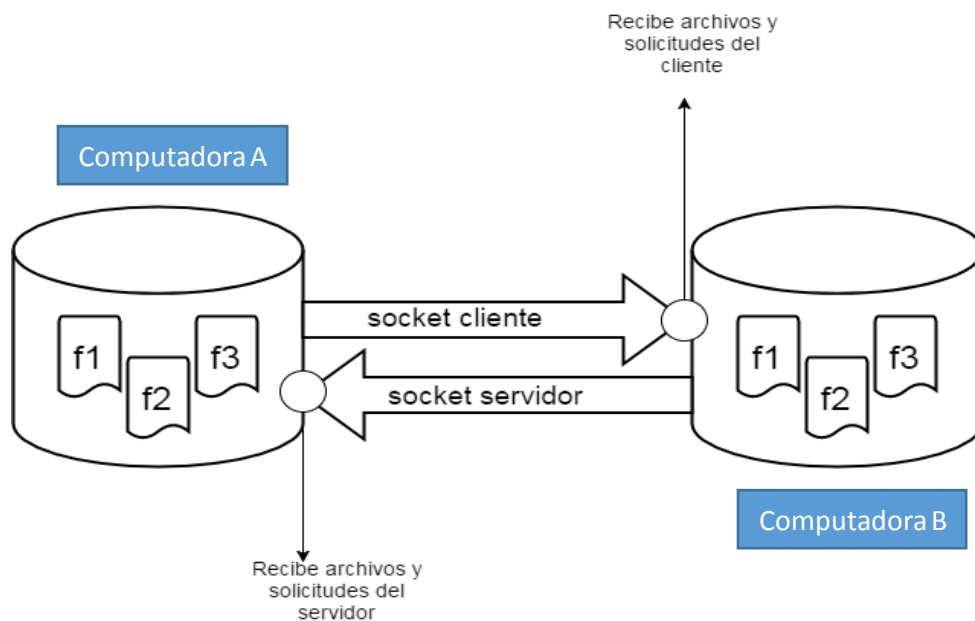 Recibe archivos y
solicitudes del
cliente
Computadora A
socket cliente
f1
f3
f2
f1
f3
f2
socket servidor
Computadora B
Recibe archivos y
solicitudes del
servidor